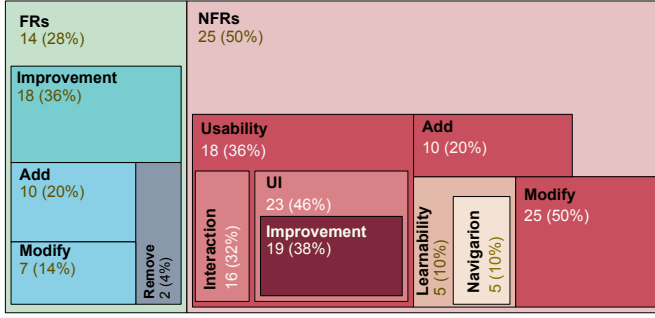 FRs
14 (28%)
Improvement
18 (36%)
Add
10 (20%)
Modify
7 (14%)
Remove
2 (4%)
NFRs
25 (50%)
Usability
18 (36%)
Interaction
16 (32%)
UI
23 (46%)
Improvement
19 (38%)
Add
10 (20%)
Learnability
5 (10%)
Navigarion
5 (10%)
Modify
25 (50%)